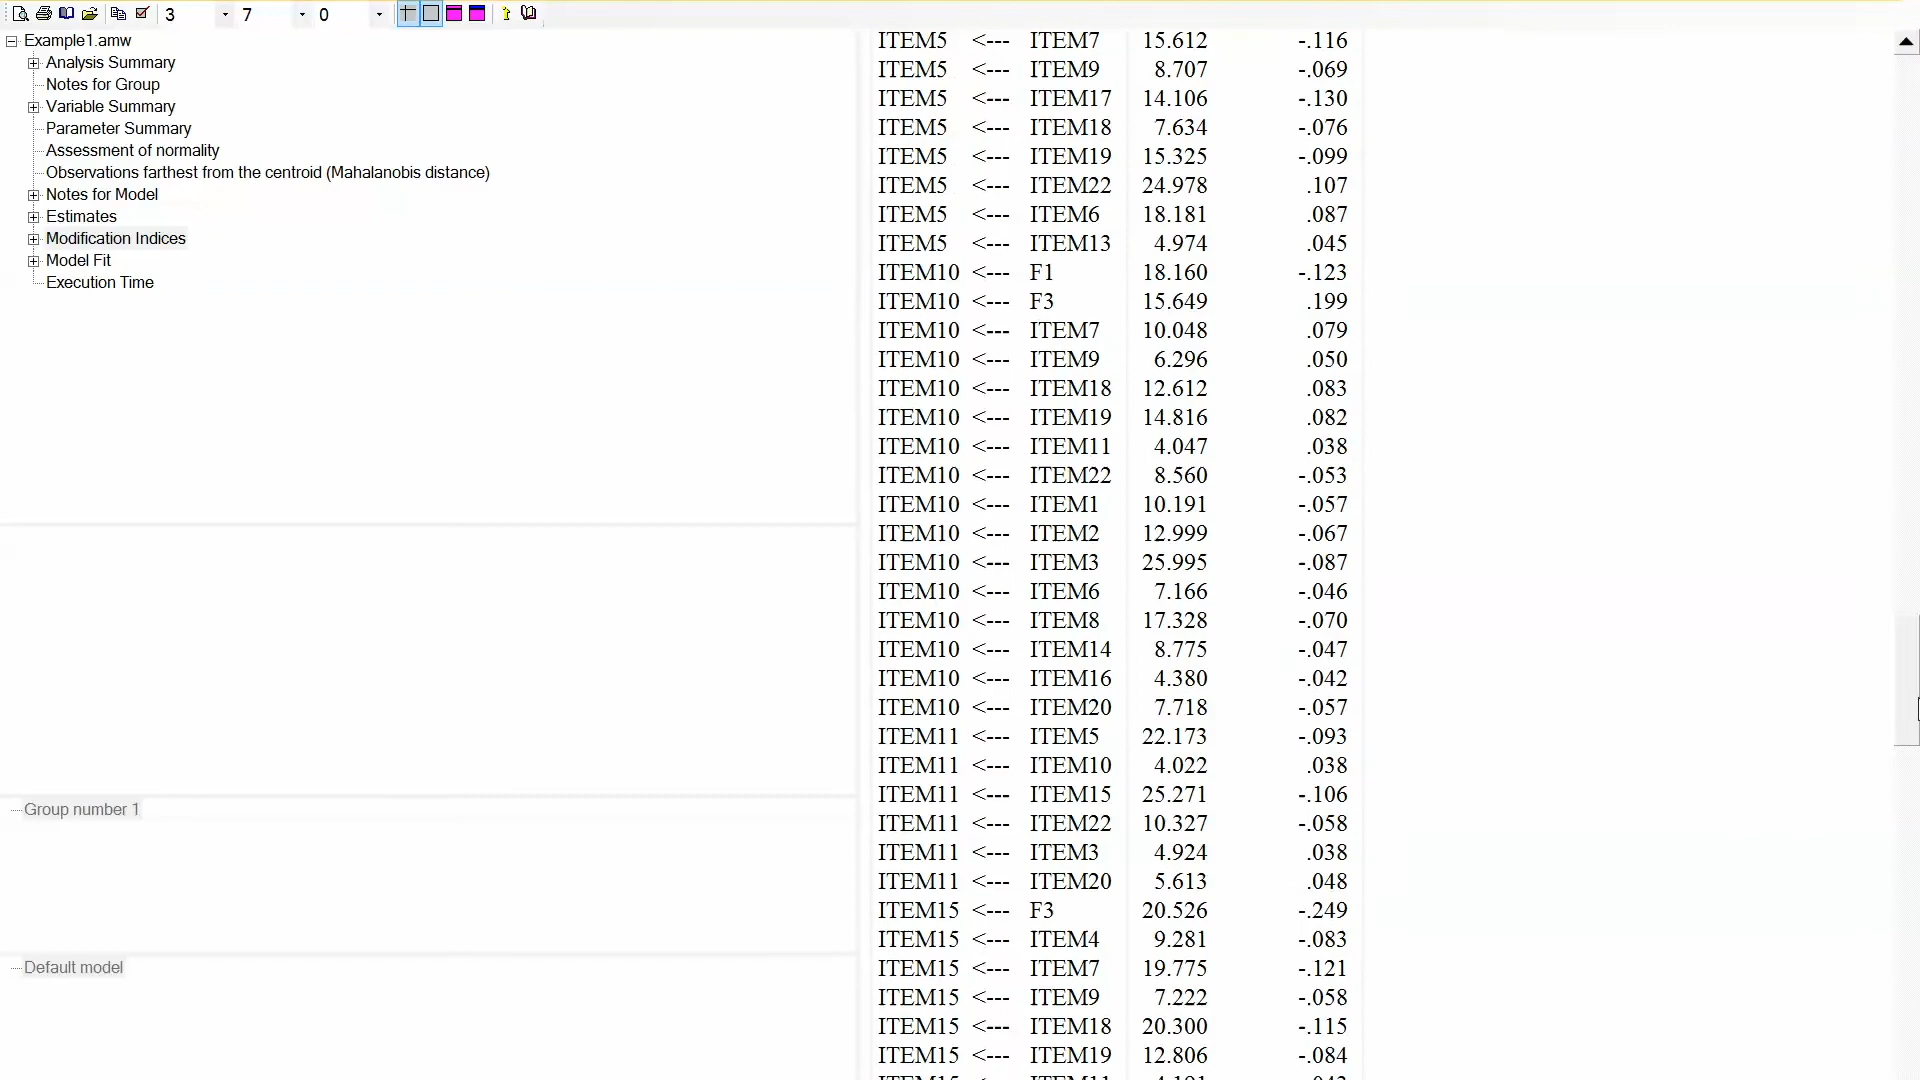 3 7 0
Example1.amw
Analysis Summary
Notes for Group
Variable Summary
Parameter Summary
Assessment of normality
Observations farthest from the centroid (Mahalanobis distance)
Notes for Model
Estimates
Modification Indices
Model Fit
Execution Time
Group number 1
Default model
ITEM5 <--- ITEM7 15.612 -.116
ITEM5 <--- ITEM9 8.707 -.069
ITEM5 <--- ITEM17 14.106 -.130
ITEM5 <--- ITEM18 7.634 -.076
ITEM5 <--- ITEM19 15.325 -.099
ITEM5 <--- ITEM22 24.978 .107
ITEM5 <--- ITEM6 18.181 .087
ITEM5 <--- ITEM13 4.974 .045
ITEM10 <--- F1 18.160 -.123
ITEM10 <--- F3 15.649 .199
ITEM10 <--- ITEM7 10.048 .079
ITEM10 <--- ITEM9 6.296 .050
ITEM10 <--- ITEM18 12.612 .083
ITEM10 <--- ITEM19 14.816 .082
ITEM10 <--- ITEM11 4.047 .038
ITEM10 <--- ITEM22 8.560 -.053
ITEM10 <--- ITEM1 10.191 -.057
ITEM10 <--- ITEM2 12.999 -.067
ITEM10 <--- ITEM3 25.995 -.087
ITEM10 <--- ITEM6 7.166 -.046
ITEM10 <--- ITEM8 17.328 -.070
ITEM10 <--- ITEM14 8.775 -.047
ITEM10 <--- ITEM16 4.380 -.042
ITEM10 <--- ITEM20 7.718 -.057
ITEM11 <--- ITEM5 22.173 -.093
ITEM11 <--- ITEM10 4.022 .038
ITEM11 <--- ITEM15 25.271 -.106
ITEM11 <--- ITEM22 10.327 -.058
ITEM11 <--- ITEM3 4.924 .038
ITEM11 <--- ITEM20 5.613 .048
ITEM15 <--- F3 20.526 -.249
ITEM15 <--- ITEM4 9.281 -.083
ITEM15 <--- ITEM7 19.775 -.121
ITEM15 <--- ITEM9 7.222 -.058
ITEM15 <--- ITEM18 20.300 -.115
ITEM15 <--- ITEM19 12.806 -.084